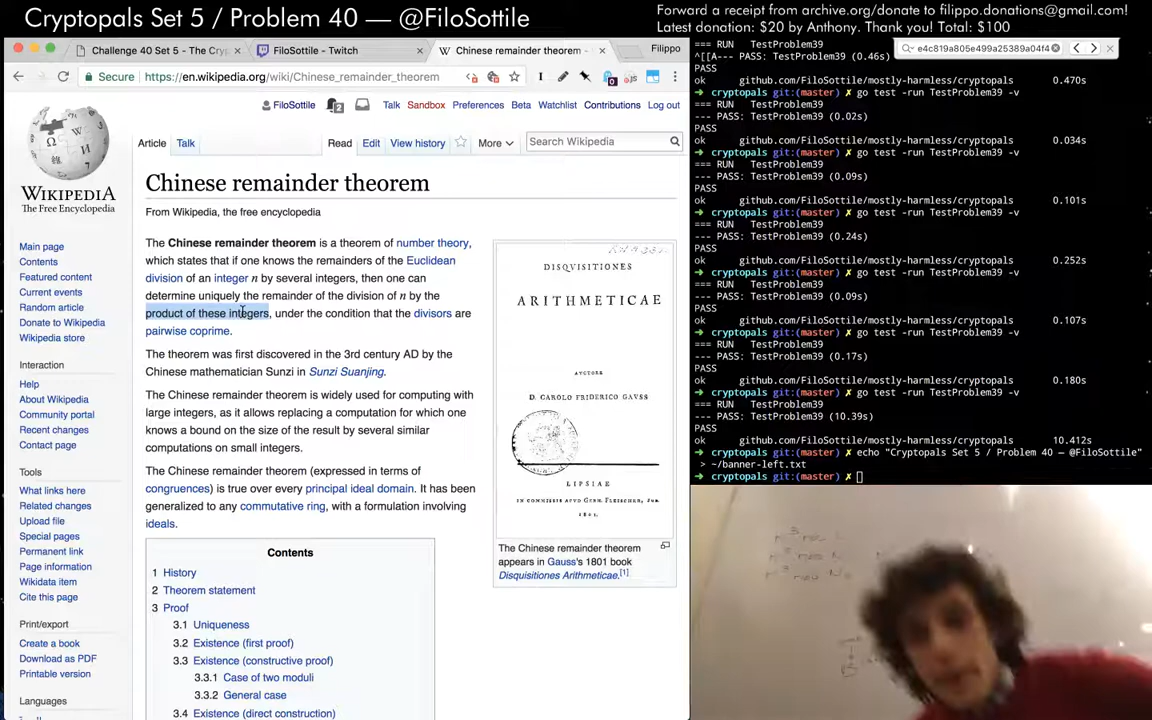 Cryptopals Set 5 / Problem 40 — @FiloSottile
Forward a receipt from archive.org/donate to filippo.donations@gmail.com!
Latest donation: $20 by Anthony. Thank you! Total: $100
Challenge 40 Set 5 - The Cry
FiloSottile - Twitch
Chinese remainder theorem -
Filippo
Secure
https://en.wikipedia.org/wiki/Chinese_remainder_theorem
FiloSottile
2
Talk
Sandbox
Preferences
Beta
Watchlist
Contributions
Log out
WIKIPEDIA
The Free Encyclopedia
Article
Talk
Read
Edit
View history
More
Search Wikipedia
Main page
Contents
Featured content
Current events
Random article
Donate to Wikipedia
Wikipedia store
Interaction
Help
About Wikipedia
Community portal
Recent changes
Contact page
Tools
What links here
Related changes
Upload file
Special pages
Permanent link
Page information
Wikidata item
Cite this page
Print/export
Create a book
Download as PDF
Printable version
Languages
Chinese remainder theorem
From Wikipedia, the free encyclopedia
The Chinese remainder theorem is a theorem of number theory,
which states that if one knows the remainders of the Euclidean
division of an integer n by several integers, then one can
determine uniquely the remainder of the division of n by the
product of these integers, under the condition that the divisors are
pairwise coprime.
The theorem was first discovered in the 3rd century AD by the
Chinese mathematician Sunzi in Sunzi Suanjing.
The Chinese remainder theorem is widely used for computing with
large integers, as it allows replacing a computation for which one
knows a bound on the size of the result by several similar
computations on small integers.
The Chinese remainder theorem (expressed in terms of
congruences) is true over every principal ideal domain. It has been
generalized to any commutative ring, with a formulation involving
ideals.
Contents
1 History
2 Theorem statement
3 Proof
3.1 Uniqueness
3.2 Existence (first proof)
3.3 Existence (constructive proof)
3.3.1 Case of two moduli
3.3.2 General case
3.4 Existence (direct construction)
DISQVISITIONES
ARITHMETICAE
AVCTORE
D. CAROLO FRIDERICO GAVSS
LIPSIAE
The Chinese remainder theorem
appears in Gauss's 1801 book
Disquisitiones Arithmeticae.[1]
e4c819a805e499a25389a04f4
=== RUN TestProblem39
^[[A--- PASS: TestProblem39 (0.46s)
PASS
ok github.com/FiloSottile/mostly-harmless/cryptopals 0.470s
➜ cryptopals git:(master) ✗ go test -run TestProblem39 -v
=== RUN TestProblem39
--- PASS: TestProblem39 (0.02s)
PASS
ok github.com/FiloSottile/mostly-harmless/cryptopals 0.034s
➜ cryptopals git:(master) ✗ go test -run TestProblem39 -v
=== RUN TestProblem39
--- PASS: TestProblem39 (0.09s)
PASS
ok github.com/FiloSottile/mostly-harmless/cryptopals 0.101s
➜ cryptopals git:(master) ✗ go test -run TestProblem39 -v
=== RUN TestProblem39
--- PASS: TestProblem39 (0.24s)
PASS
ok github.com/FiloSottile/mostly-harmless/cryptopals 0.252s
➜ cryptopals git:(master) ✗ go test -run TestProblem39 -v
=== RUN TestProblem39
--- PASS: TestProblem39 (0.09s)
PASS
ok github.com/FiloSottile/mostly-harmless/cryptopals 0.107s
➜ cryptopals git:(master) ✗ go test -run TestProblem39 -v
=== RUN TestProblem39
--- PASS: TestProblem39 (0.17s)
PASS
ok github.com/FiloSottile/mostly-harmless/cryptopals 0.180s
➜ cryptopals git:(master) ✗ go test -run TestProblem39 -v
=== RUN TestProblem39
--- PASS: TestProblem39 (10.39s)
PASS
ok github.com/FiloSottile/mostly-harmless/cryptopals 10.412s
➜ cryptopals git:(master) ✗ echo "Cryptopals Set 5 / Problem 40 — @FiloSottile"
> ~/banner-left.txt
➜ cryptopals git:(master) ✗